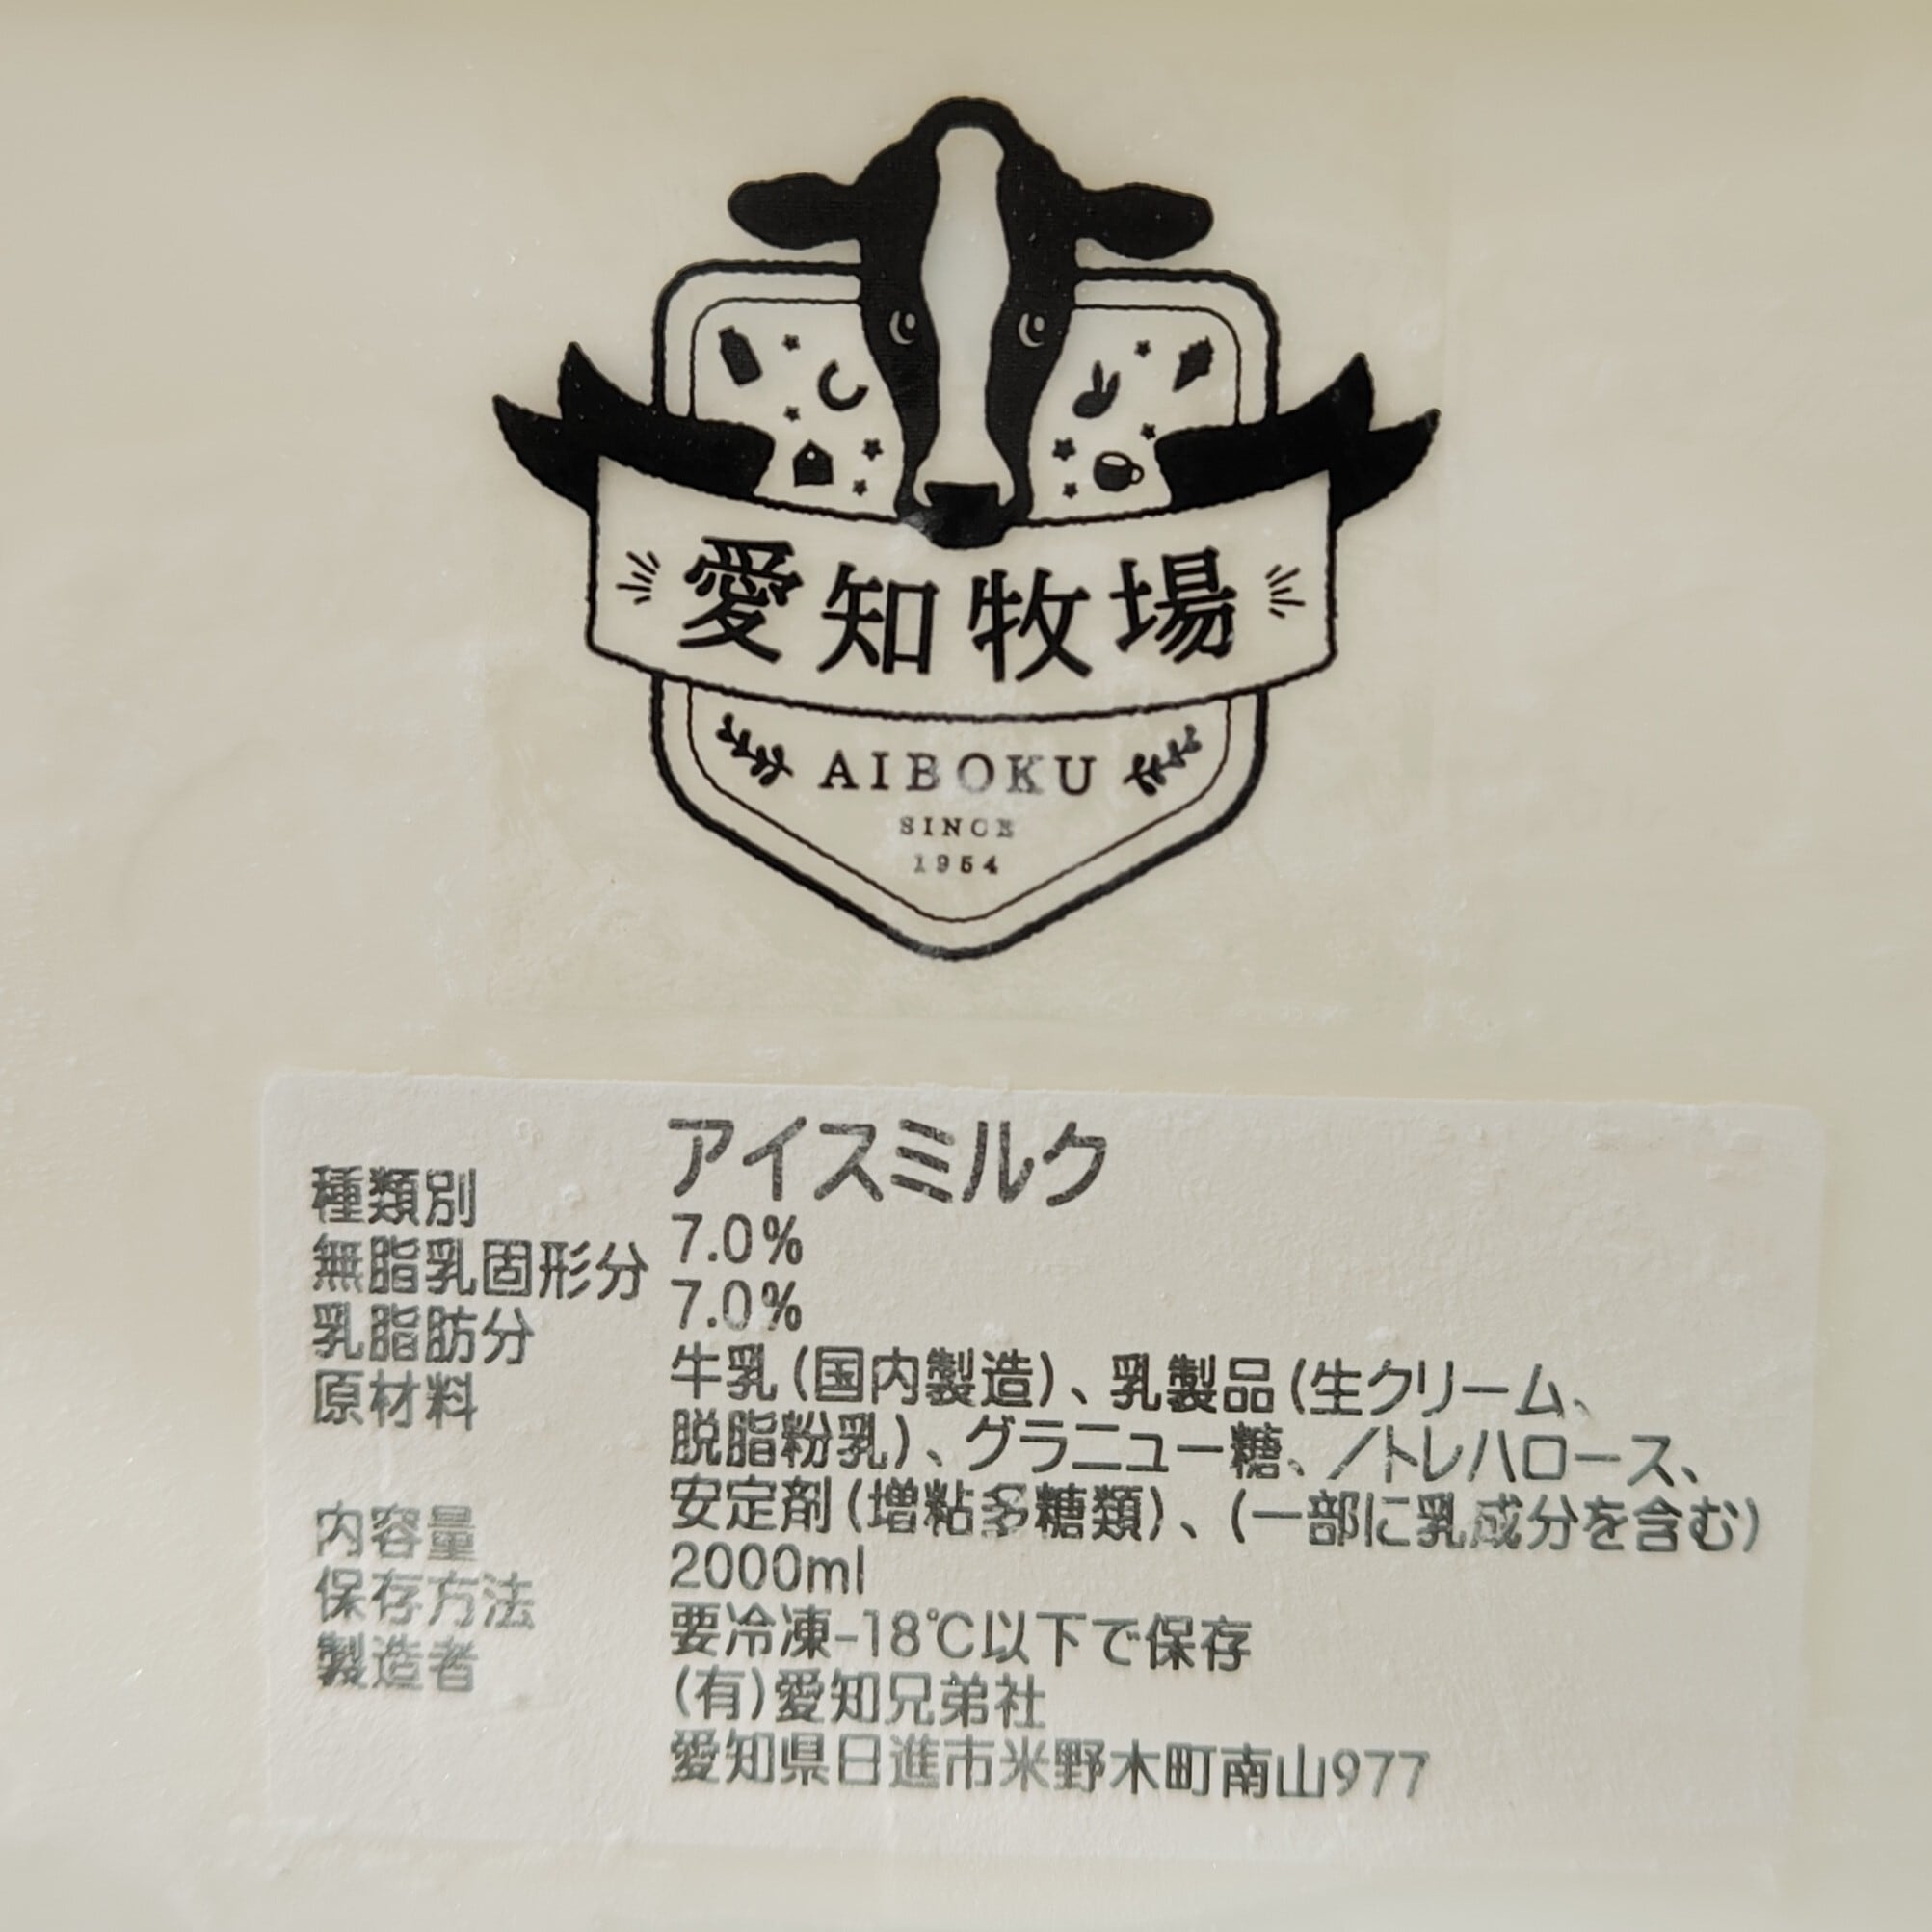 愛知牧場
AIBOKU
SINCE
1954
種類別 アイスミルク
無脂乳固形分 7.0%
乳脂肪分 7.0%
原材料 牛乳(国内製造)、乳製品(生クリーム、
脱脂粉乳)、グラニュー糖、/トレハロース、
安定剤(増粘多糖類)、(一部に乳成分を含む)
内容量 2000ml
保存方法 要冷凍-18℃以下で保存
製造者 (有)愛知兄弟社
愛知県日進市米野木町南山977